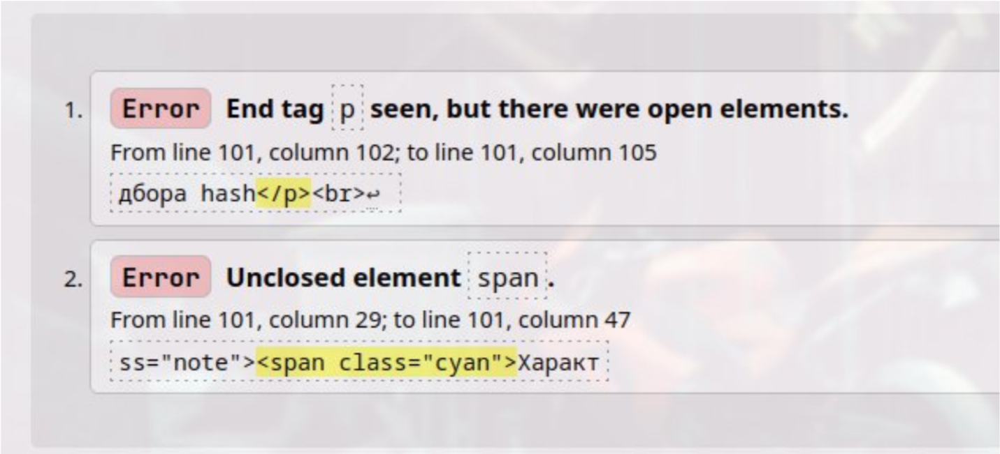 1. Error End tag p seen, but there were open elements.
From line 101, column 102; to line 101, column 105
дбора hash</p><br>↩
2. Error Unclosed element span.
From line 101, column 29; to line 101, column 47
ss="note"><span class="cyan">Характ